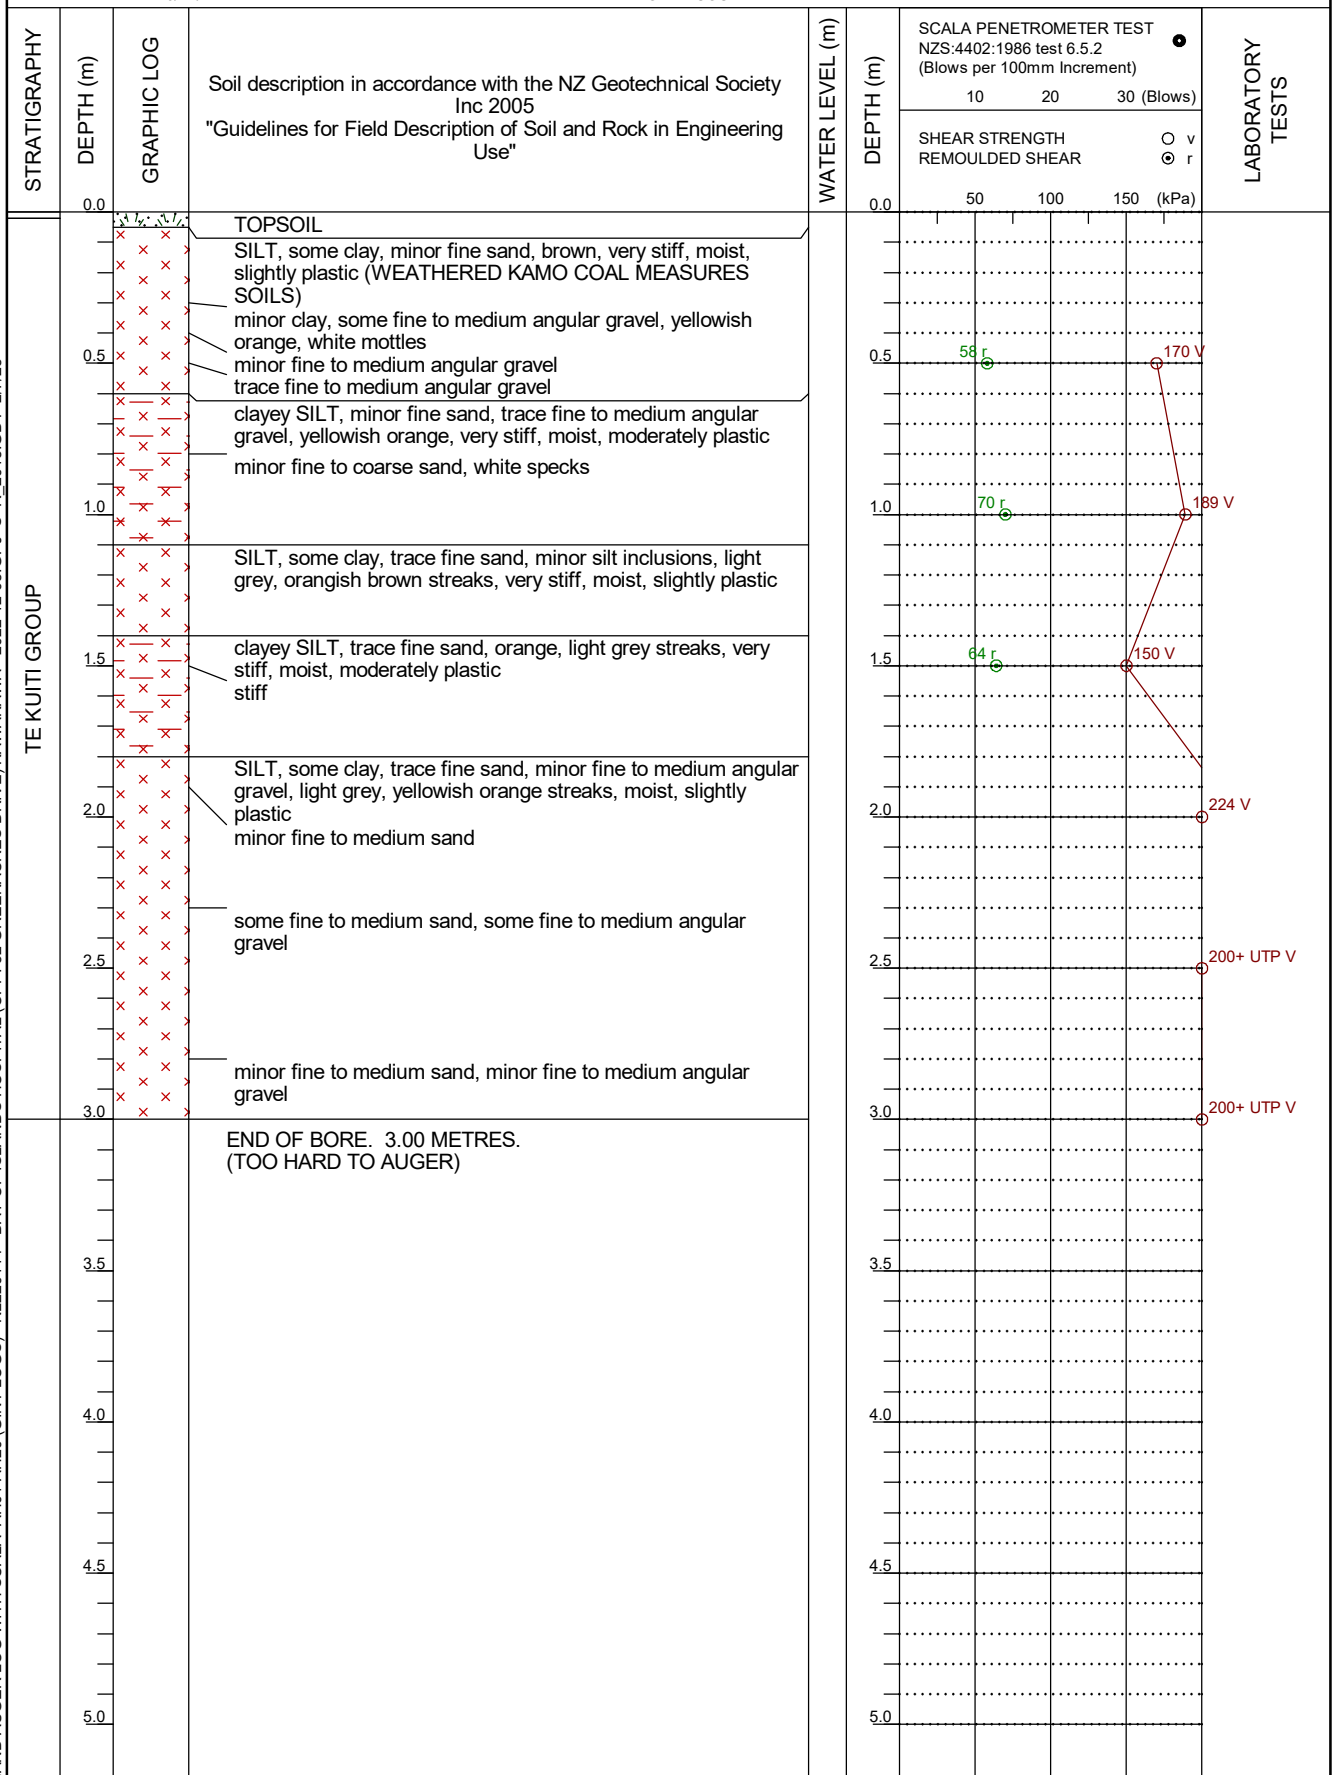 STRATIGRAPHY
DEPTH (m)
GRAPHIC LOG
Soil description in accordance with the NZ Geotechnical Society
Inc 2005
"Guidelines for Field Description of Soil and Rock in Engineering
Use"
WATER LEVEL (m)
DEPTH (m)
SCALA PENETROMETER TEST
NZS:4402:1986 test 6.5.2
(Blows per 100mm Increment)
10 20 30 (Blows)
SHEAR STRENGTH v
REMOULDED SHEAR r
50 100 150 (kPa)
LABORATORY
TESTS
TE KUITI GROUP
0.0
0.5
1.0
1.5
2.0
2.5
3.0
3.5
4.0
4.5
5.0
TOPSOIL
SILT, some clay, minor fine sand, brown, very stiff, moist,
slightly plastic (WEATHERED KAMO COAL MEASURES
SOILS)
minor clay, some fine to medium angular gravel, yellowish
orange, white mottles
minor fine to medium angular gravel
trace fine to medium angular gravel
clayey SILT, minor fine sand, trace fine to medium angular
gravel, yellowish orange, very stiff, moist, moderately plastic
minor fine to coarse sand, white specks
SILT, some clay, trace fine sand, minor silt inclusions, light
grey, orangish brown streaks, very stiff, moist, slightly plastic
clayey SILT, trace fine sand, orange, light grey streaks, very
stiff, moist, moderately plastic
stiff
SILT, some clay, trace fine sand, minor fine to medium angular
gravel, light grey, yellowish orange streaks, moist, slightly
plastic
minor fine to medium sand
some fine to medium sand, some fine to medium angular
gravel
minor fine to medium sand, minor fine to medium angular
gravel
END OF BORE. 3.00 METRES.
(TOO HARD TO AUGER)
0.0
0.5
1.0
1.5
2.0
2.5
3.0
3.5
4.0
4.5
5.0
58 r
170 V
70 r
189 V
64 r
150 V
224 V
200+ UTP V
200+ UTP V